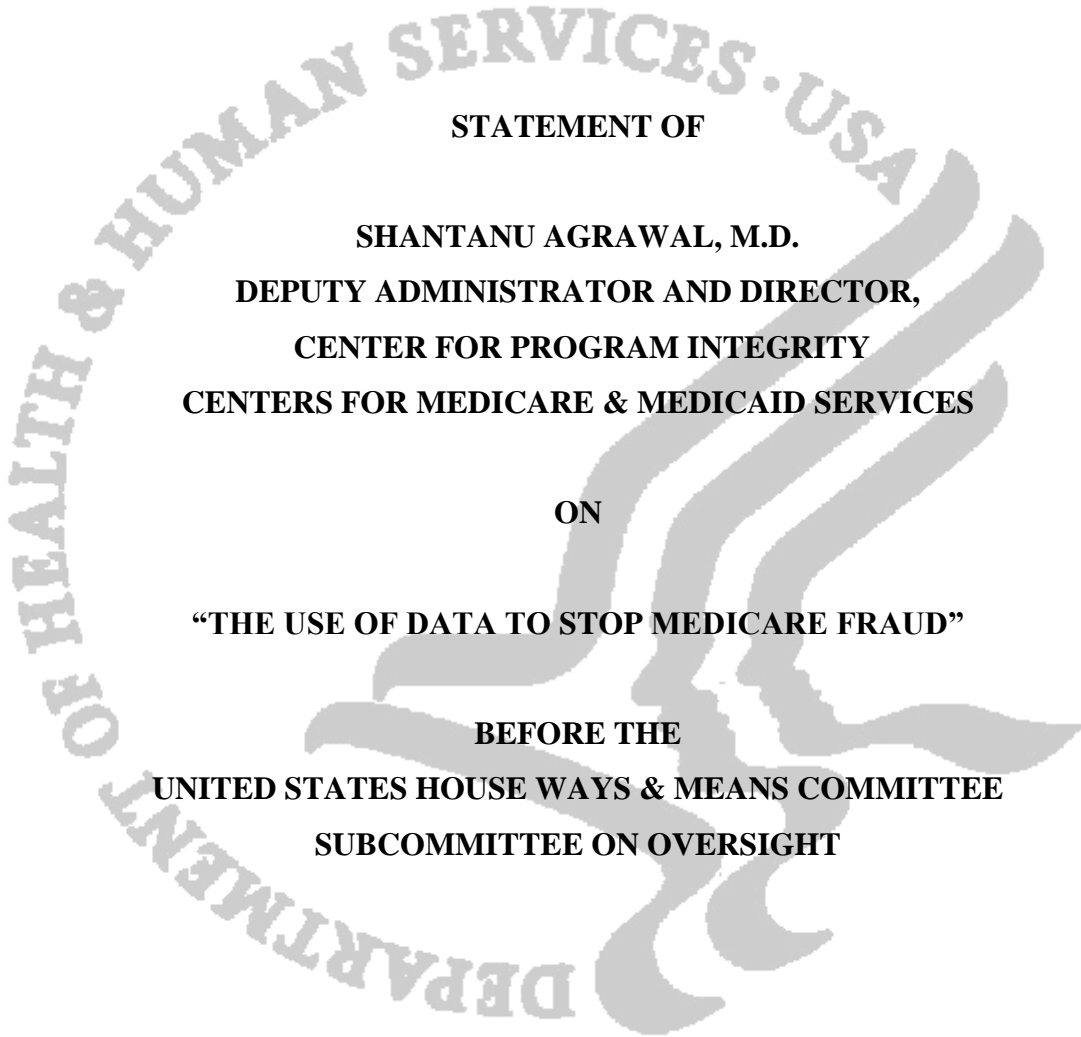 DEPARTMENT OF HEALTH & HUMAN SERVICES · USA
STATEMENT OF
SHANTANU AGRAWAL, M.D.
DEPUTY ADMINISTRATOR AND DIRECTOR,
CENTER FOR PROGRAM INTEGRITY
CENTERS FOR MEDICARE & MEDICAID SERVICES
ON
“THE USE OF DATA TO STOP MEDICARE FRAUD”
BEFORE THE
UNITED STATES HOUSE WAYS & MEANS COMMITTEE
SUBCOMMITTEE ON OVERSIGHT